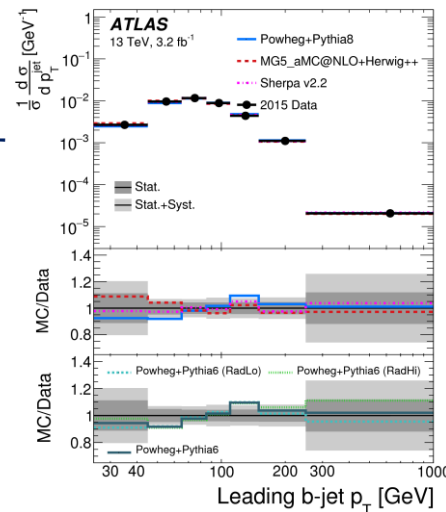 ATLAS
13 TeV, 3.2 fb⁻¹
1/σ d σ/d p_T^jet [GeV⁻¹]
Powheg+Pythia8
MG5_aMC@NLO+Herwig++
Sherpa v2.2
2015 Data
Stat.
Stat.+Syst.
1
10⁻¹
10⁻²
10⁻³
10⁻⁴
10⁻⁵
MC/Data
1.4
1.2
1
0.8
MC/Data
1.4
1.2
1
0.8
Powheg+Pythia6 (RadLo)
Powheg+Pythia6 (RadHi)
Powheg+Pythia6
30 40 100 200 300 1000
Leading b-jet p_T [GeV]